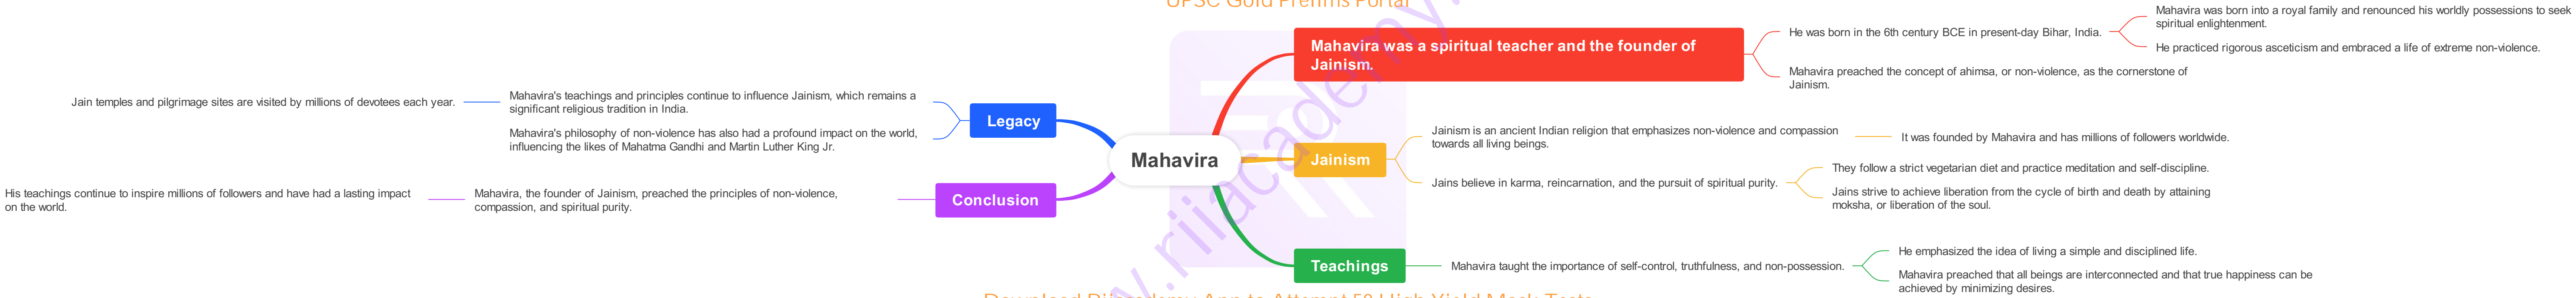 UPSC Gold Prelims Portal
Mahavira
Mahavira was a spiritual teacher and the founder of
Jainism.
He was born in the 6th century BCE in present-day Bihar, India.
Mahavira was born into a royal family and renounced his worldly possessions to seek
spiritual enlightenment.
He practiced rigorous asceticism and embraced a life of extreme non-violence.
Mahavira preached the concept of ahimsa, or non-violence, as the cornerstone of
Jainism.
Jainism
Jainism is an ancient Indian religion that emphasizes non-violence and compassion
towards all living beings.
It was founded by Mahavira and has millions of followers worldwide.
Jains believe in karma, reincarnation, and the pursuit of spiritual purity.
They follow a strict vegetarian diet and practice meditation and self-discipline.
Jains strive to achieve liberation from the cycle of birth and death by attaining
moksha, or liberation of the soul.
Teachings
Mahavira taught the importance of self-control, truthfulness, and non-possession.
He emphasized the idea of living a simple and disciplined life.
Mahavira preached that all beings are interconnected and that true happiness can be
achieved by minimizing desires.
Legacy
Mahavira's teachings and principles continue to influence Jainism, which remains a
significant religious tradition in India.
Jain temples and pilgrimage sites are visited by millions of devotees each year.
Mahavira's philosophy of non-violence has also had a profound impact on the world,
influencing the likes of Mahatma Gandhi and Martin Luther King Jr.
Conclusion
Mahavira, the founder of Jainism, preached the principles of non-violence,
compassion, and spiritual purity.
His teachings continue to inspire millions of followers and have had a lasting impact
on the world.
Download Rijacademy App to Attempt 50 High Yield Mock Tests